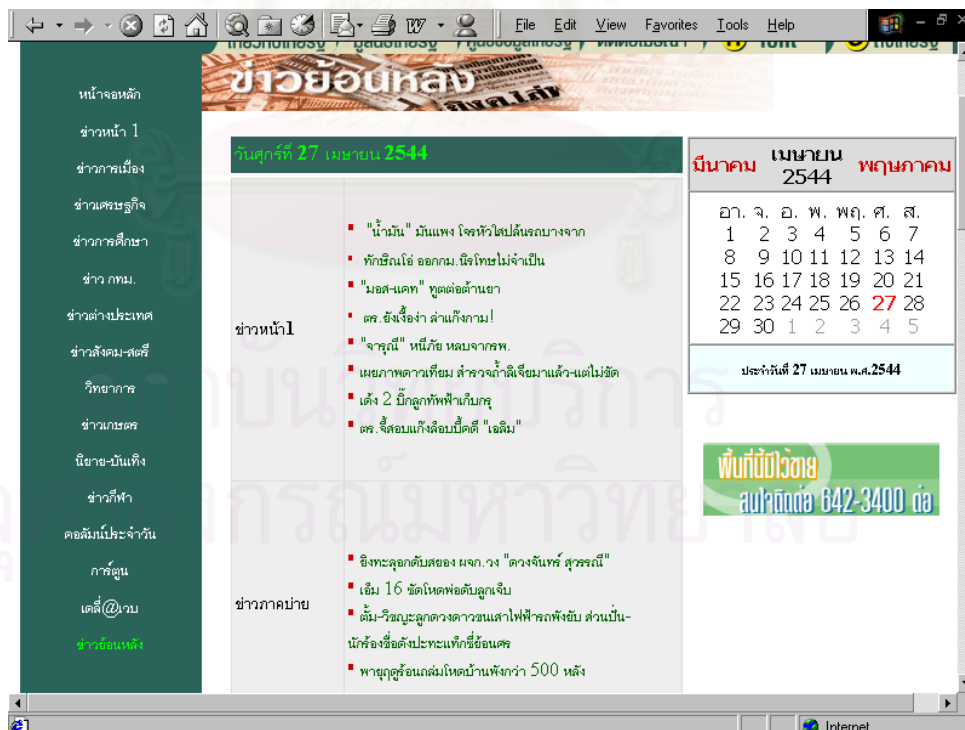 File Edit View Favorites Tools Help
ข่าวย้อนหลัง
หน้าจอหลัก
ข่าวหน้า 1
ข่าวการเมือง
ข่าวเศรษฐกิจ
ข่าวการศึกษา
ข่าว กทม.
ข่าวต่างประเทศ
ข่าวสังคม-สตรี
วิทยาการ
ข่าวเกษตร
นิยาย-บันเทิง
ข่าวกีฬา
คอลัมน์ประจำวัน
การ์ตูน
เดลี่@เวบ
ข่าวย้อนหลัง
วันศุกร์ที่ 27 เมษายน 2544
ข่าวหน้า1
"น้ำมัน" มันแพง โจรหัวใสปล้นรถบางจาก
ทักษิณโอ่ ออกกม.นิรโทษไม่จำเป็น
"มอส-แคท" ทูตต่อต้านยา
ตร.ยังเงื้อง่า ล่าแก๊งกาม!
"จารุณี" หนีภัย หลบจากรพ.
เผยภาพดาวเทียม สำรวจถ้ำลิเจียมาแล้ว-แต่ไม่ชัด
เด้ง 2 บิ๊กลูกทัพฟ้าเก็บกรุ
ตร.จี้สอบแก๊งล็อบบี้คดี "เฉลิม"
ข่าวภาคบ่าย
ยิงทะลุอกดับสยอง ผจก.วง "ดวงจันทร์ สุวรรณี"
เอ็ม 16 ซัดโหดพ่อดับลูกเจ็บ
ตั้ม-วิชญะลูกดวงดาวชนเสาไฟฟ้ารถพังยับ ส่วนปั่น-
นักร้องชื่อดังปะทะแท็กซี่ย้อนศร
พายุฤดูร้อนถล่มโหดบ้านพังกว่า 500 หลัง
มีนาคม เมษายน 2544 พฤษภาคม
อา. จ. อ. พ. พฤ. ศ. ส.
1 2 3 4 5 6 7
8 9 10 11 12 13 14
15 16 17 18 19 20 21
22 23 24 25 26 27 28
29 30 1 2 3 4 5
ประจำวันที่ 27 เมษายน พ.ศ.2544
พื้นที่นี้มีไว้ขาย
สนใจติดต่อ 642-3400 ต่อ
Internet